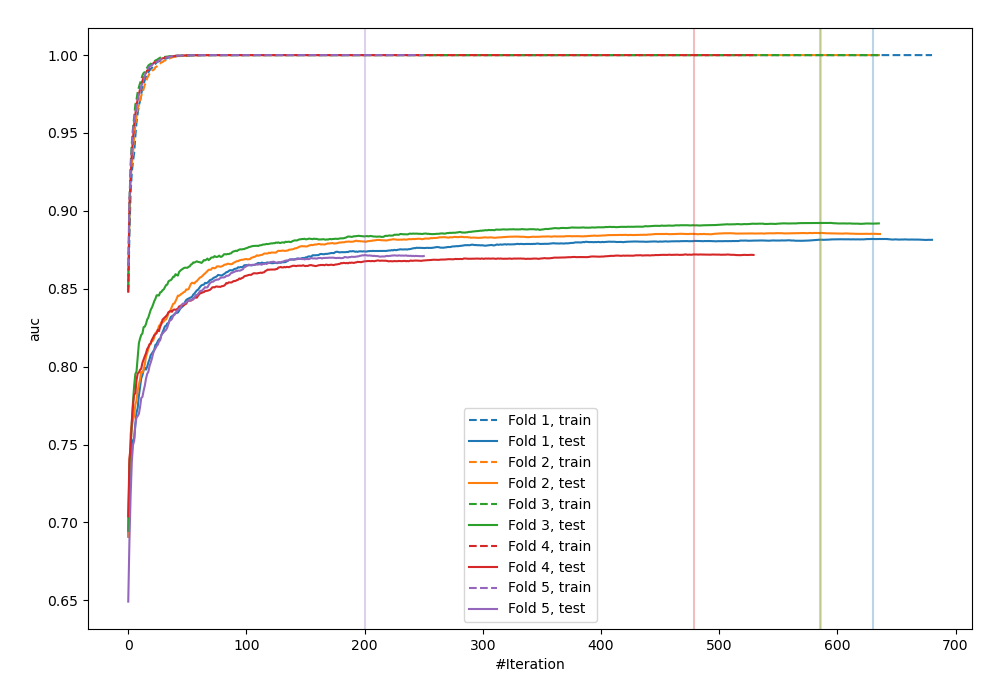 1.00
0.95
0.90
0.85
0.80
0.75
0.70
0.65
auc
Fold 1, train
Fold 1, test
Fold 2, train
Fold 2, test
Fold 3, train
Fold 3, test
Fold 4, train
Fold 4, test
Fold 5, train
Fold 5, test
0 100 200 300 400 500 600 700
#Iteration